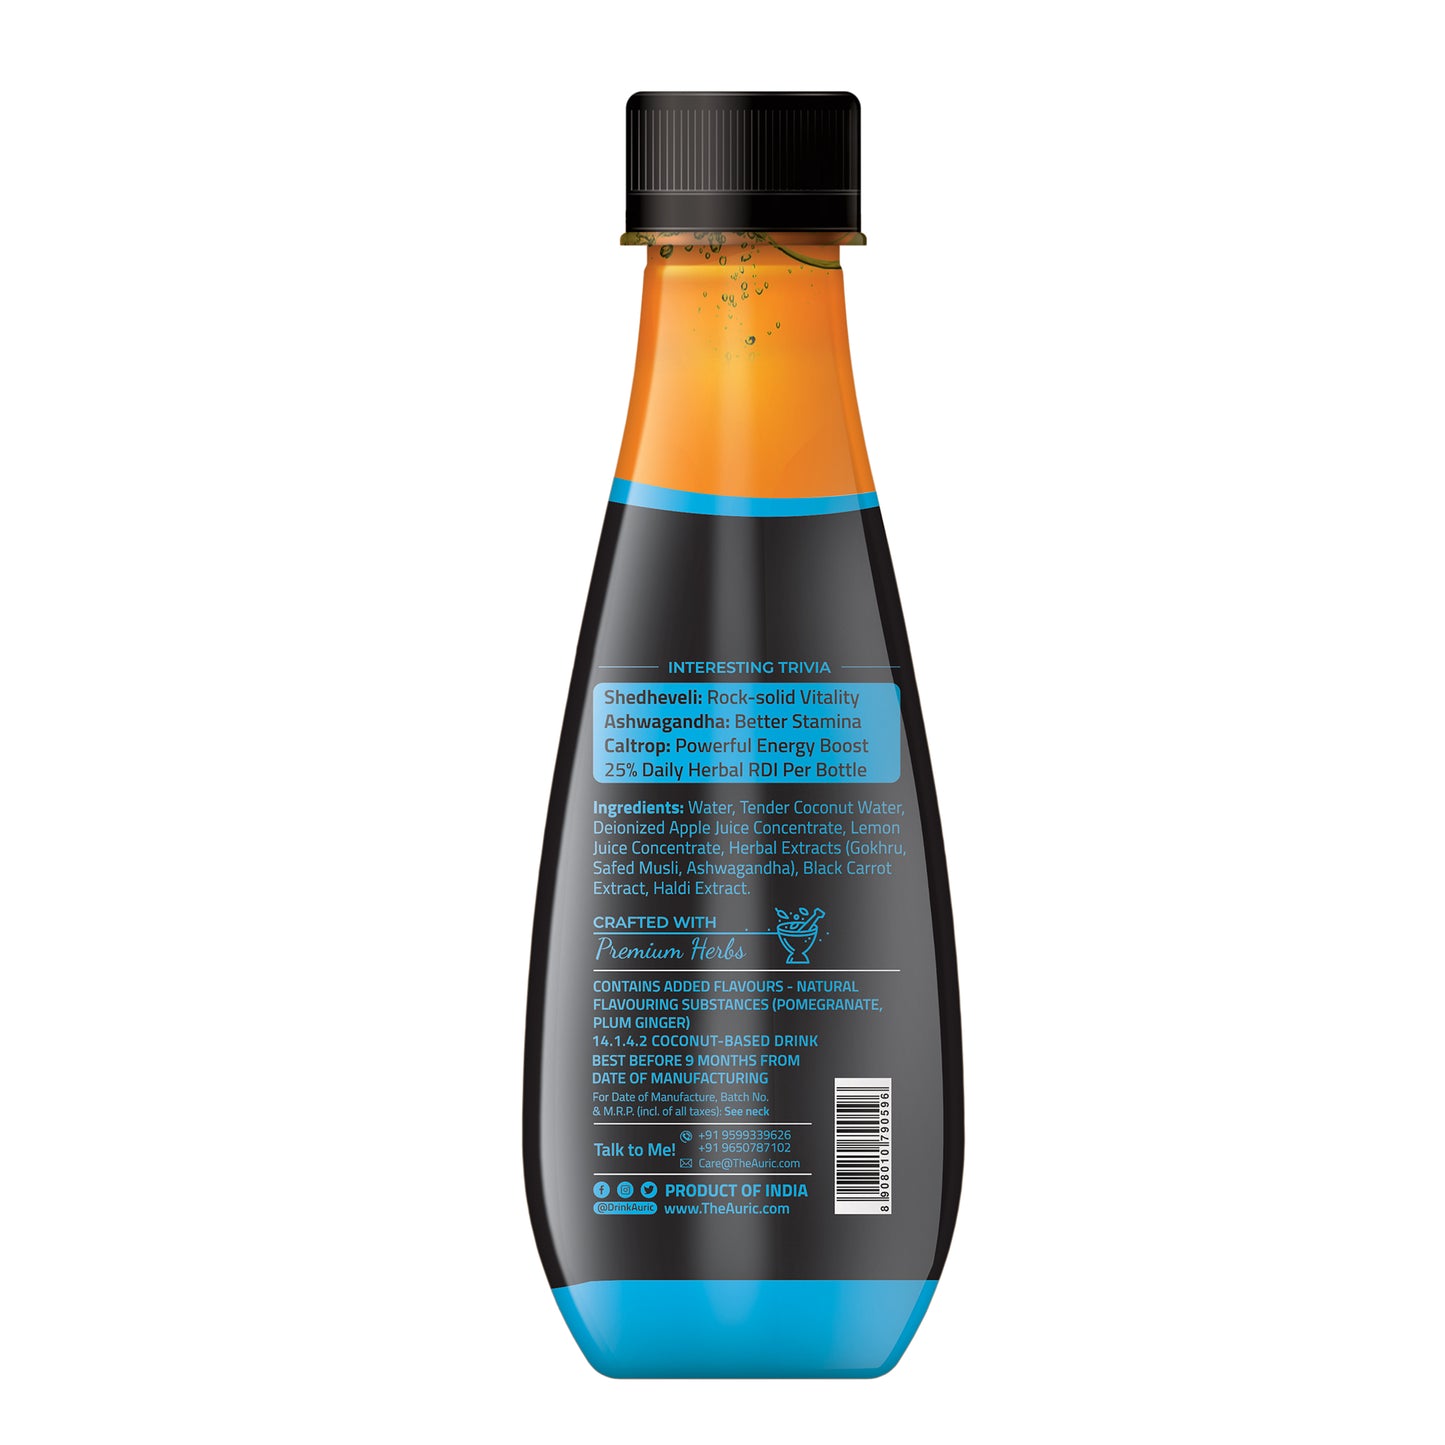 INTERESTING TRIVIA
Shedheveli: Rock-solid Vitality
Ashwagandha: Better Stamina
Caltrop: Powerful Energy Boost
25% Daily Herbal RDI Per Bottle
Ingredients: Water, Tender Coconut Water,
Deionized Apple Juice Concentrate, Lemon
Juice Concentrate, Herbal Extracts (Gokhru,
Safed Musli, Ashwagandha), Black Carrot
Extract, Haldi Extract.
CRAFTED WITH
Premium Herbs
CONTAINS ADDED FLAVOURS - NATURAL
FLAVOURING SUBSTANCES (POMEGRANATE,
PLUM GINGER)
14.1.4.2 COCONUT-BASED DRINK
BEST BEFORE 9 MONTHS FROM
DATE OF MANUFACTURING
For Date of Manufacture, Batch No.
& M.R.P. (incl. of all taxes): See neck
Talk to Me!
+91 9599339626
+91 9650787102
Care@TheAuric.com
PRODUCT OF INDIA
@DrinkAuric www.TheAuric.com
8 908010 790596